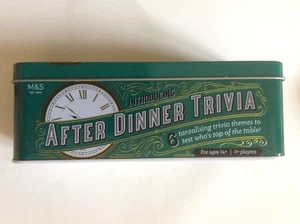 M&S
EST. 1884
INTRODUCING
AFTER DINNER TRIVIA
6 tantalising trivia themes to
test who's top of the table!
For ages 14+ | 2+ players